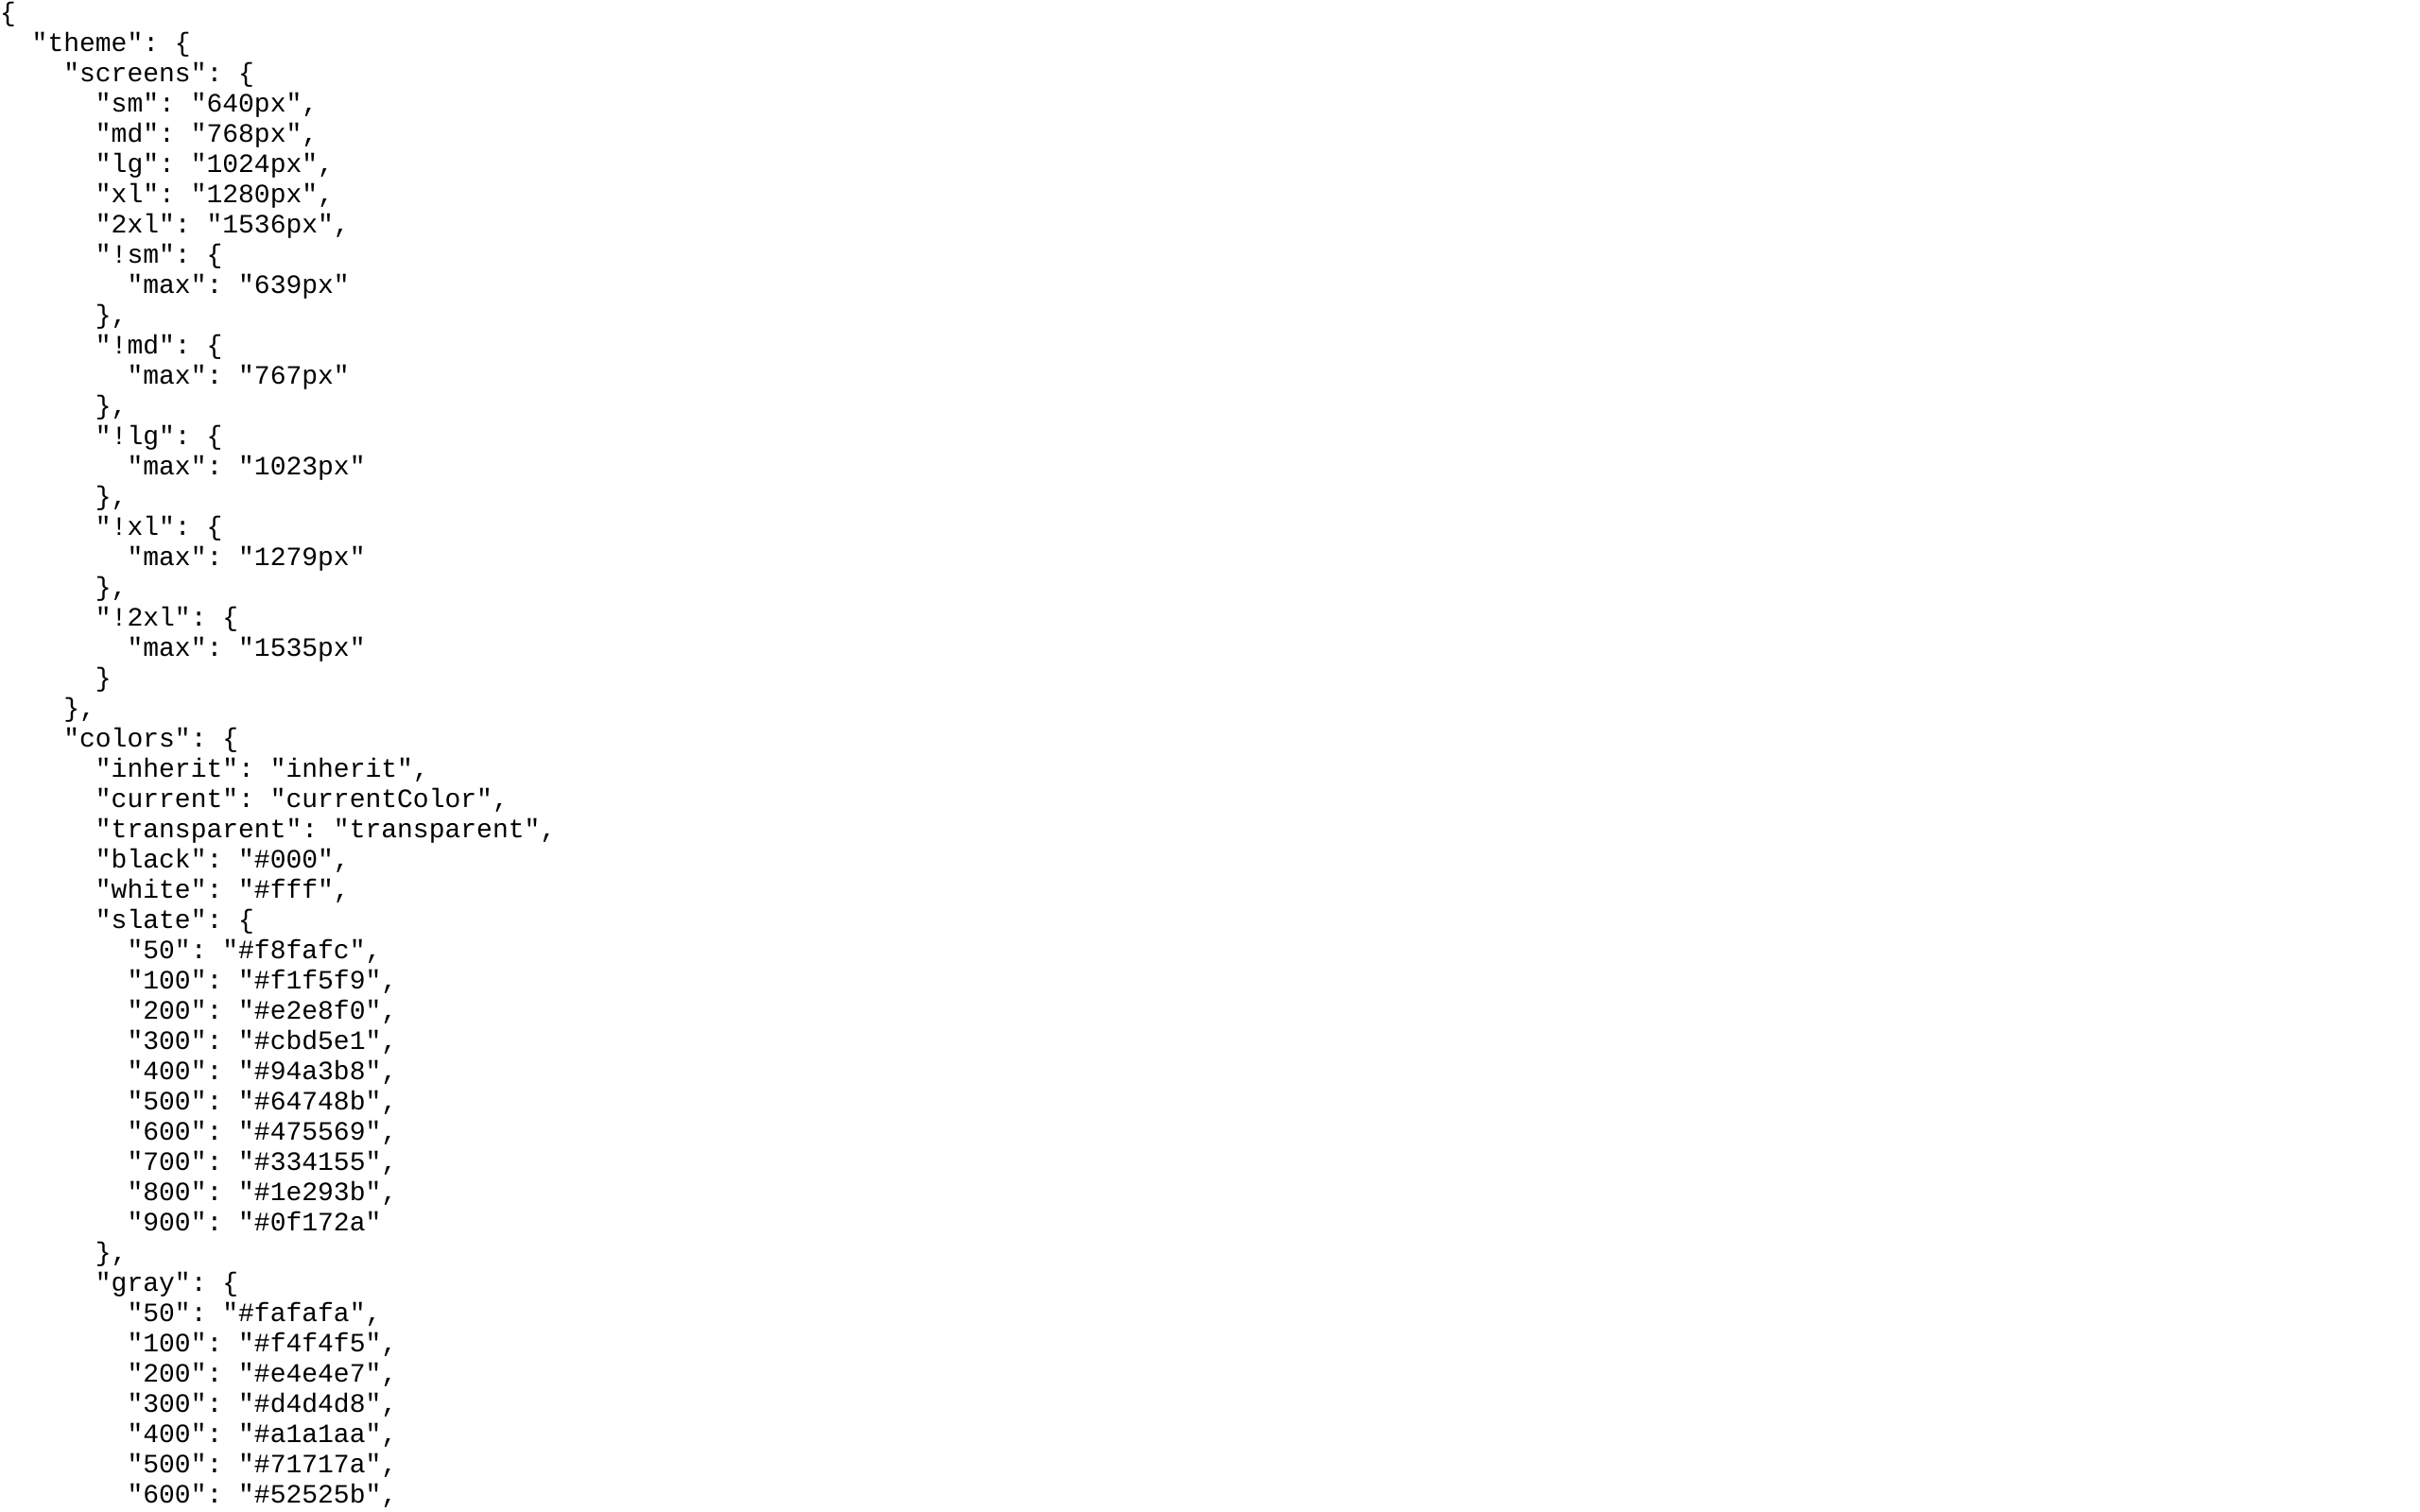 {
  "theme": {
    "screens": {
      "sm": "640px",
      "md": "768px",
      "lg": "1024px",
      "xl": "1280px",
      "2xl": "1536px",
      "!sm": {
        "max": "639px"
      },
      "!md": {
        "max": "767px"
      },
      "!lg": {
        "max": "1023px"
      },
      "!xl": {
        "max": "1279px"
      },
      "!2xl": {
        "max": "1535px"
      }
    },
    "colors": {
      "inherit": "inherit",
      "current": "currentColor",
      "transparent": "transparent",
      "black": "#000",
      "white": "#fff",
      "slate": {
        "50": "#f8fafc",
        "100": "#f1f5f9",
        "200": "#e2e8f0",
        "300": "#cbd5e1",
        "400": "#94a3b8",
        "500": "#64748b",
        "600": "#475569",
        "700": "#334155",
        "800": "#1e293b",
        "900": "#0f172a"
      },
      "gray": {
        "50": "#fafafa",
        "100": "#f4f4f5",
        "200": "#e4e4e7",
        "300": "#d4d4d8",
        "400": "#a1a1aa",
        "500": "#71717a",
        "600": "#52525b",